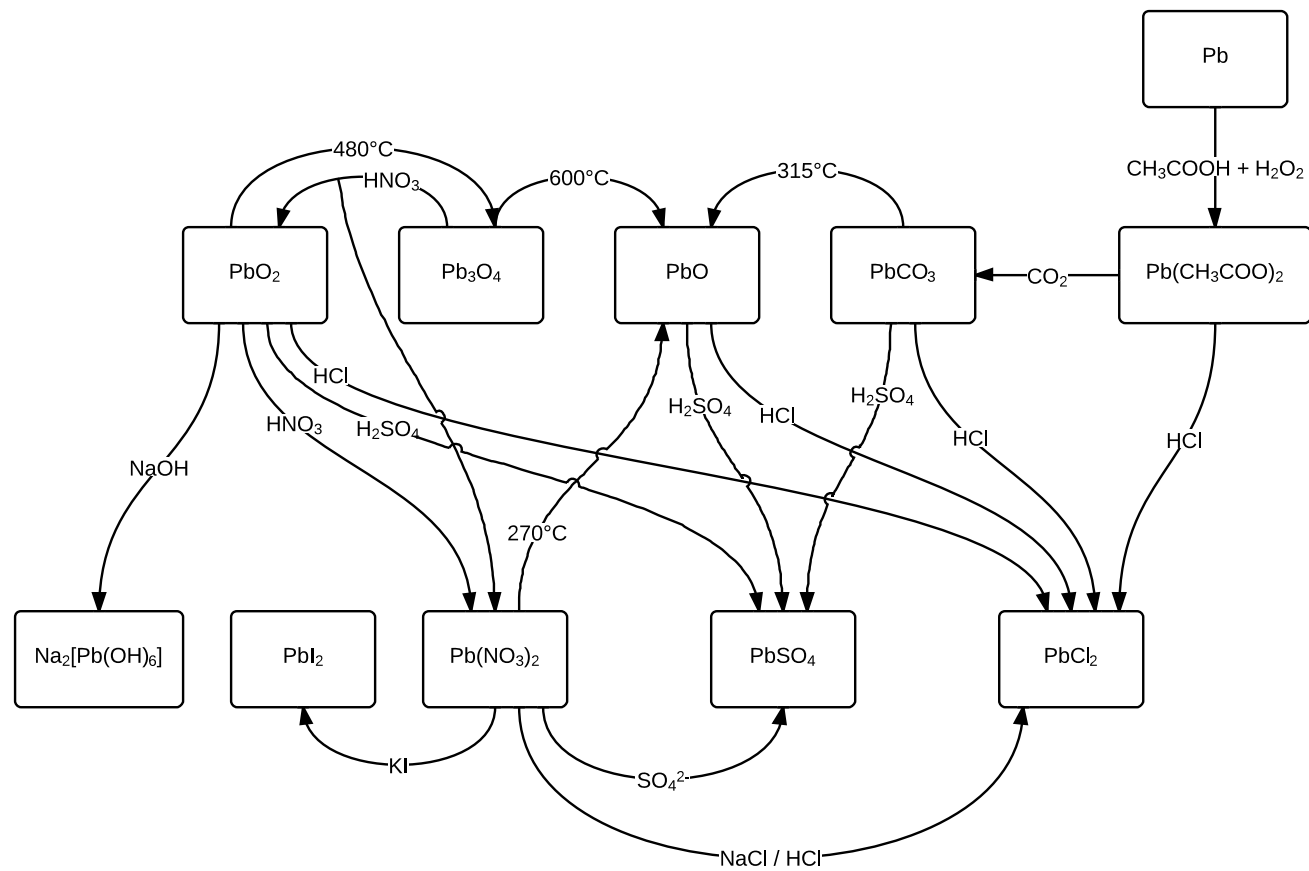 Pb
CH₃COOH + H₂O₂
480°C
HNO₃
600°C
315°C
PbO₂
Pb₃O₄
PbO
PbCO₃
CO₂
Pb(CH₃COO)₂
HCl
HNO₃
H₂SO₄
H₂SO₄
HCl
H₂SO₄
HCl
HCl
NaOH
270°C
Na₂[Pb(OH)₆]
PbI₂
Pb(NO₃)₂
PbSO₄
PbCl₂
KI
SO₄²⁻
NaCl / HCl